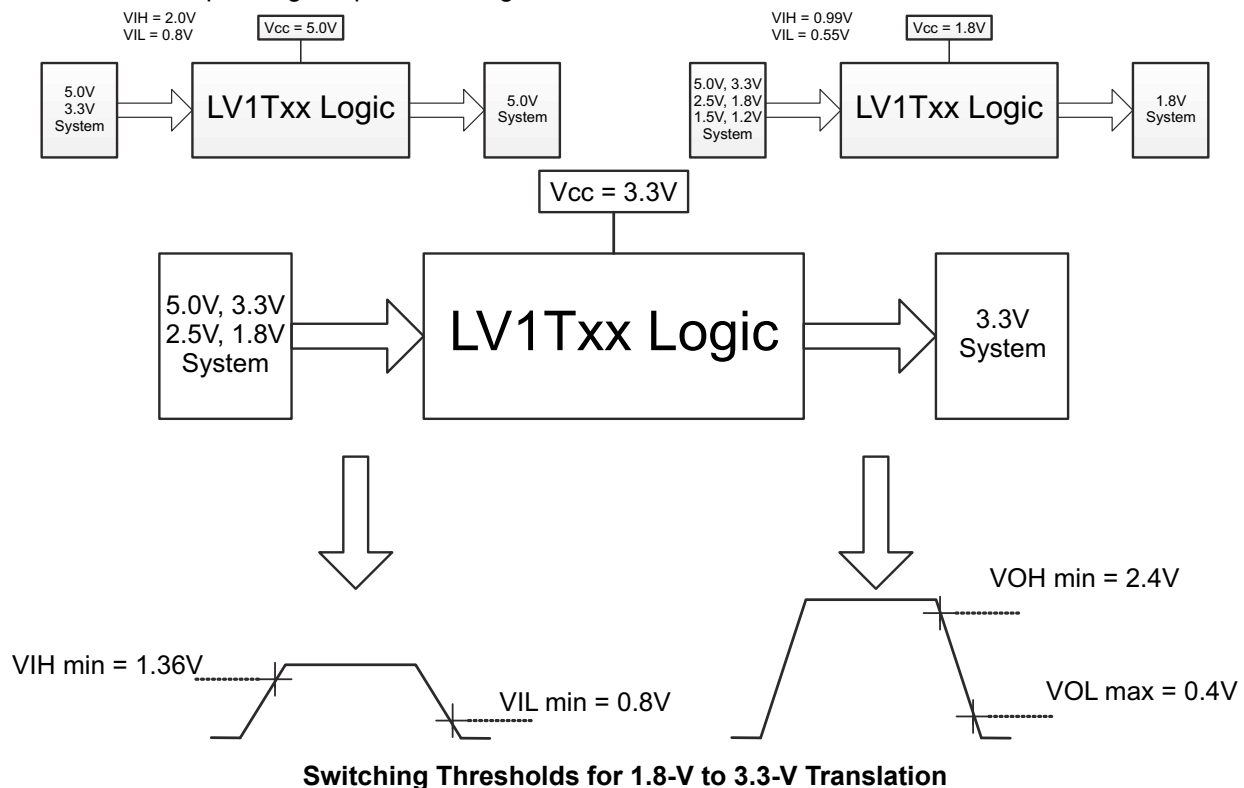 VIH = 2.0V
VIL = 0.8V
Vcc = 5.0V
5.0V
3.3V
System
LV1Txx Logic
5.0V
System
VIH = 0.99V
VIL = 0.55V
Vcc = 1.8V
5.0V, 3.3V
2.5V, 1.8V
1.5V, 1.2V
System
LV1Txx Logic
1.8V
System
Vcc = 3.3V
5.0V, 3.3V
2.5V, 1.8V
System
LV1Txx Logic
3.3V
System
VIH min = 1.36V
VIL min = 0.8V
VOH min = 2.4V
VOL max = 0.4V
Switching Thresholds for 1.8-V to 3.3-V Translation